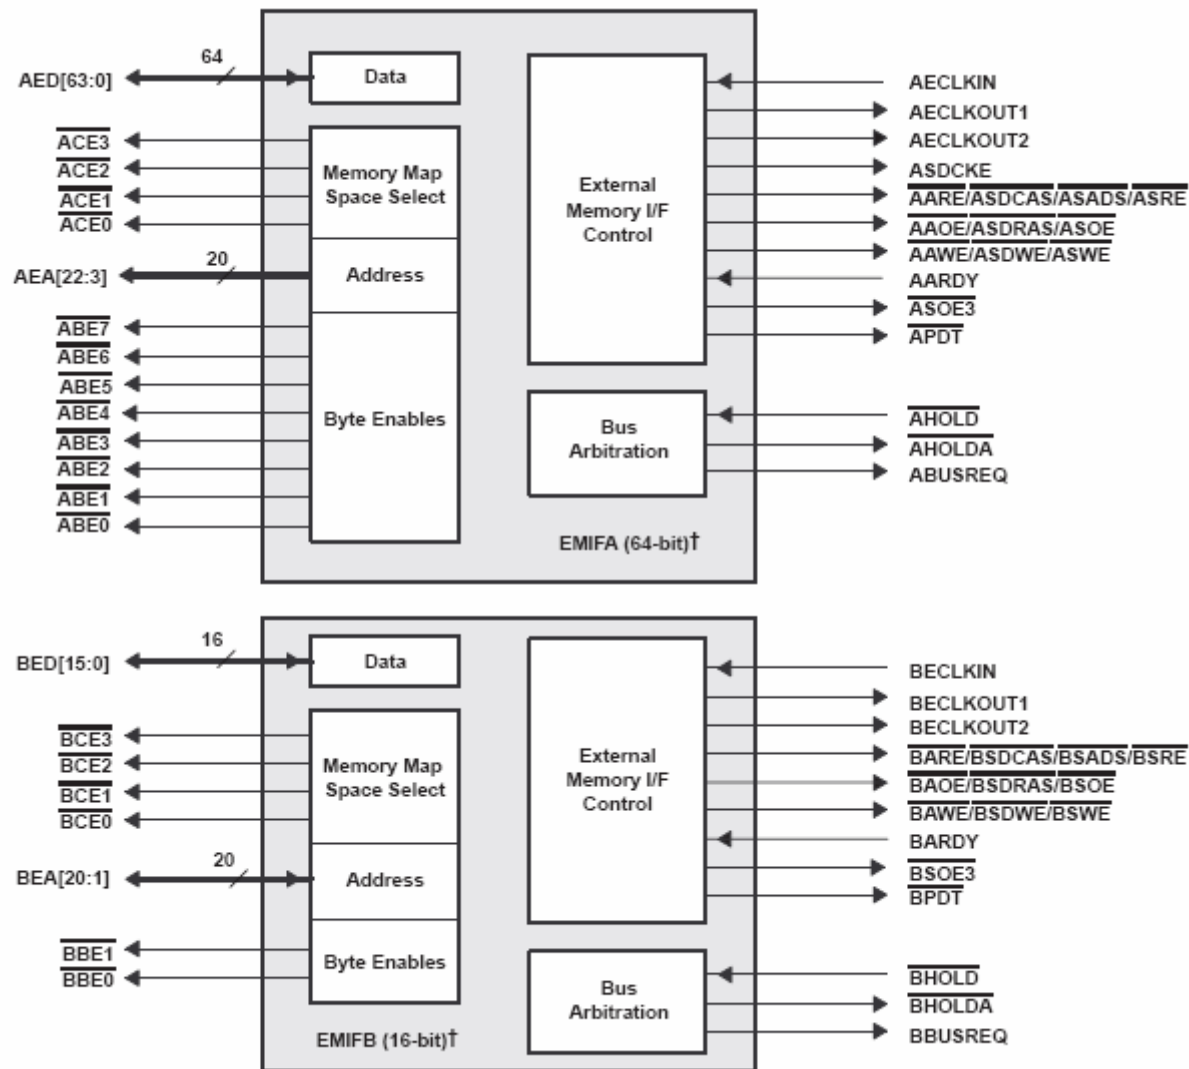 64
AED[63:0]
Data
ACE3
ACE2
ACE1
ACE0
Memory Map
Space Select
20
AEA[22:3]
Address
ABE7
ABE6
ABE5
ABE4
ABE3
ABE2
ABE1
ABE0
Byte Enables
External
Memory I/F
Control
AECLKIN
AECLKOUT1
AECLKOUT2
ASDCKE
AARE/ASDCAS/ASADS/ASRE
AAOE/ASDRAS/ASOE
AAWE/ASDWE/ASWE
AARDY
ASOE3
APDT
Bus
Arbitration
AHOLD
AHOLDA
ABUSREQ
EMIFA (64-bit)†
16
BED[15:0]
Data
BCE3
BCE2
BCE1
BCE0
Memory Map
Space Select
20
BEA[20:1]
Address
BBE1
BBE0
Byte Enables
External
Memory I/F
Control
BECLKIN
BECLKOUT1
BECLKOUT2
BARE/BSDCAS/BSADS/BSRE
BAOE/BSDRAS/BSOE
BAWE/BSDWE/BSWE
BARDY
BSOE3
BPDT
Bus
Arbitration
BHOLD
BHOLDA
BBUSREQ
EMIFB (16-bit)†